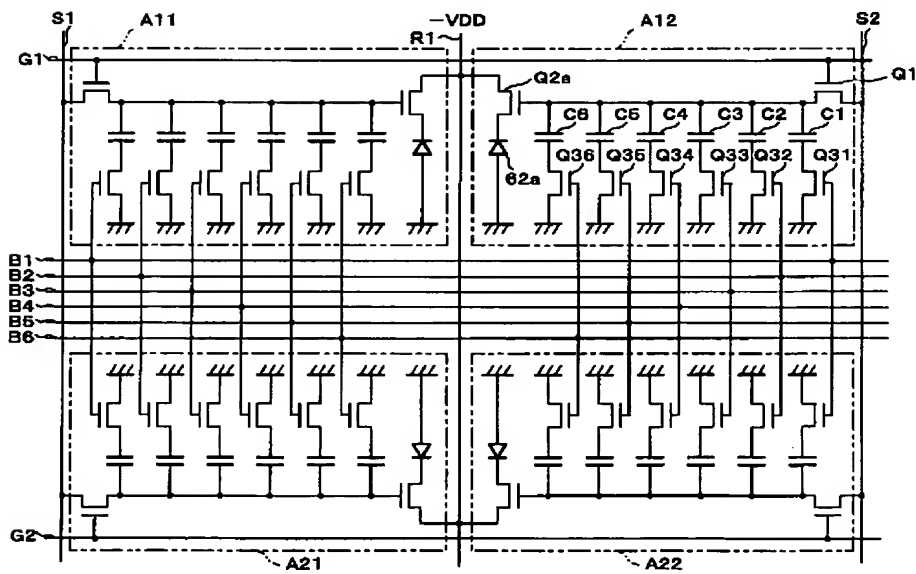 S1 A11 −VDD A12 S2
R1
G1 Q1
Q2a
C6 C5 C4 C3 C2 C1
Q36 Q35 Q34 Q33 Q32 Q31
62a
B1
B2
B3
B4
B5
B6
G2
A21 A22